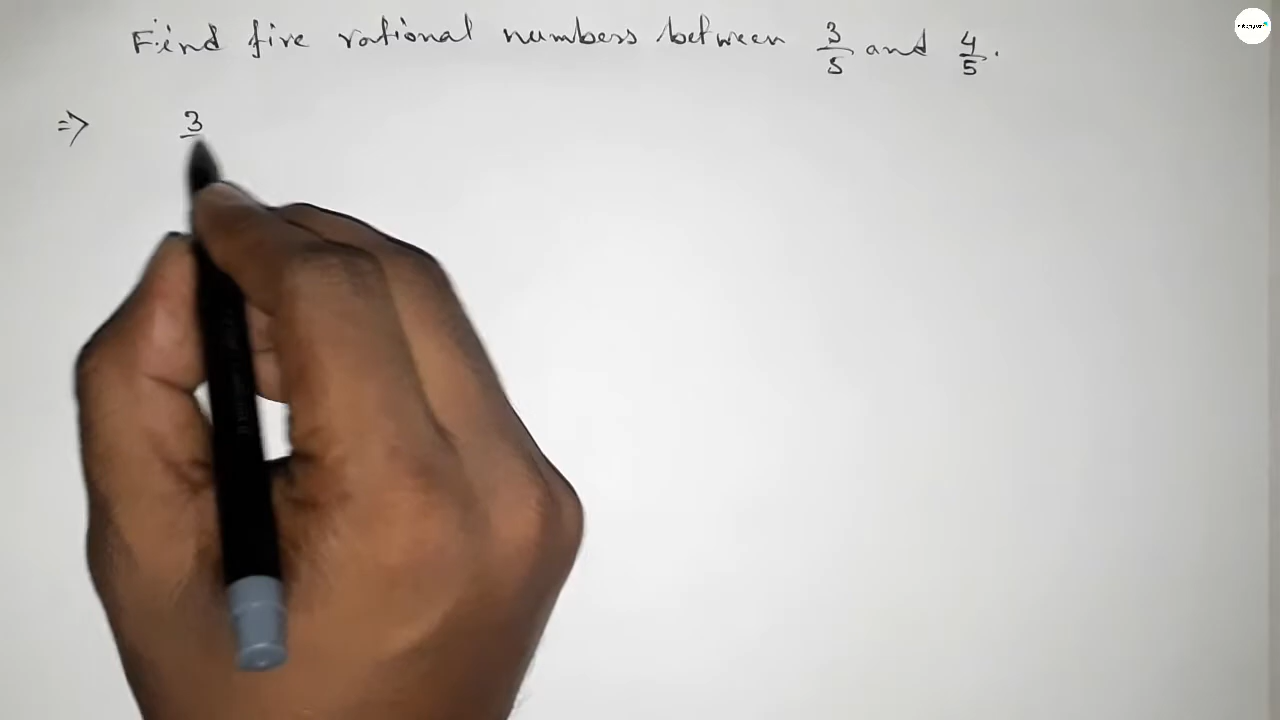 Find five rational numbers between 3/5 and 4/5.
⇒ 3